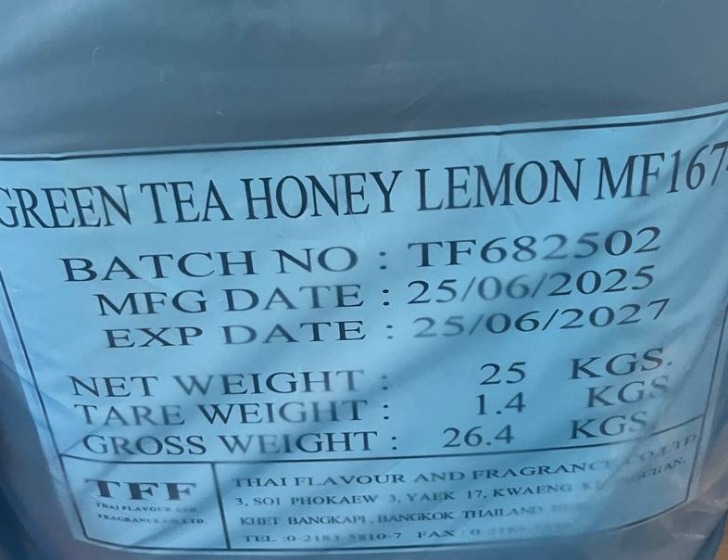 GREEN TEA HONEY LEMON MF167
BATCH NO : TF682502
MFG DATE : 25/06/2025
EXP DATE : 25/06/2027
NET WEIGHT : 25 KGS.
TARE WEIGHT : 1.4 KGS
GROSS WEIGHT : 26.4 KGS.
TFF
THAI FLAVOUR AND
FRAGRANCE CO.,LTD.
THAI FLAVOUR AND FRAGRANCE CO.,LTD
3, SOI PHOKAEW 3, YAEK 17, KWAENG
KHET BANGKAPI, BANGKOK THAILAND
TEL 0-2183-5810-7 FAX